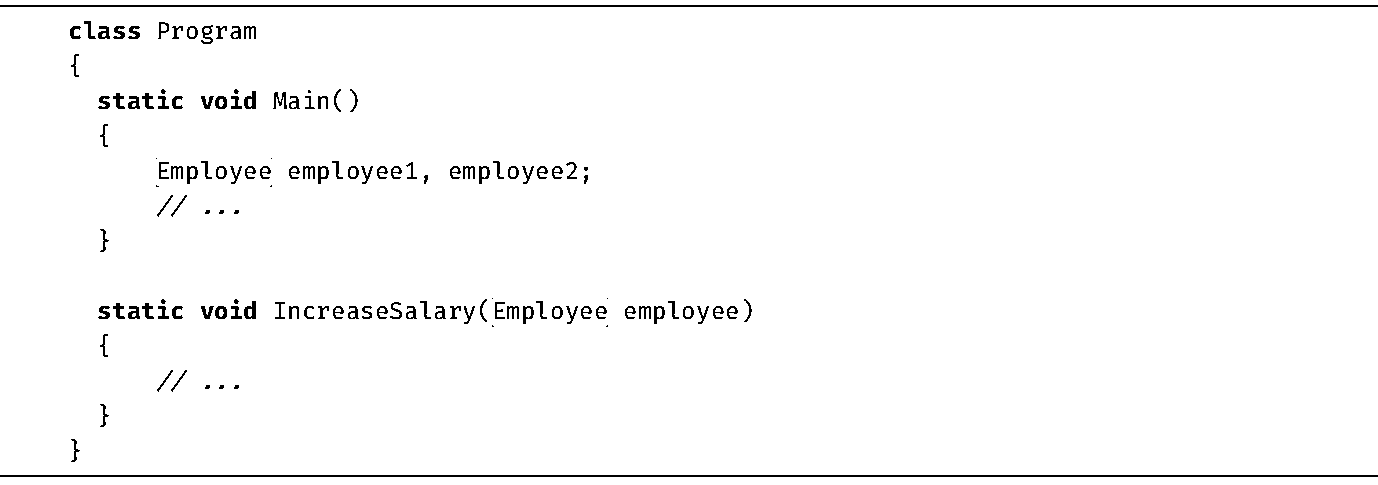 class Program
{
  static void Main()
  {
      Employee employee1, employee2;
      // ...
  }

  static void IncreaseSalary(Employee employee)
  {
      // ...
  }
}